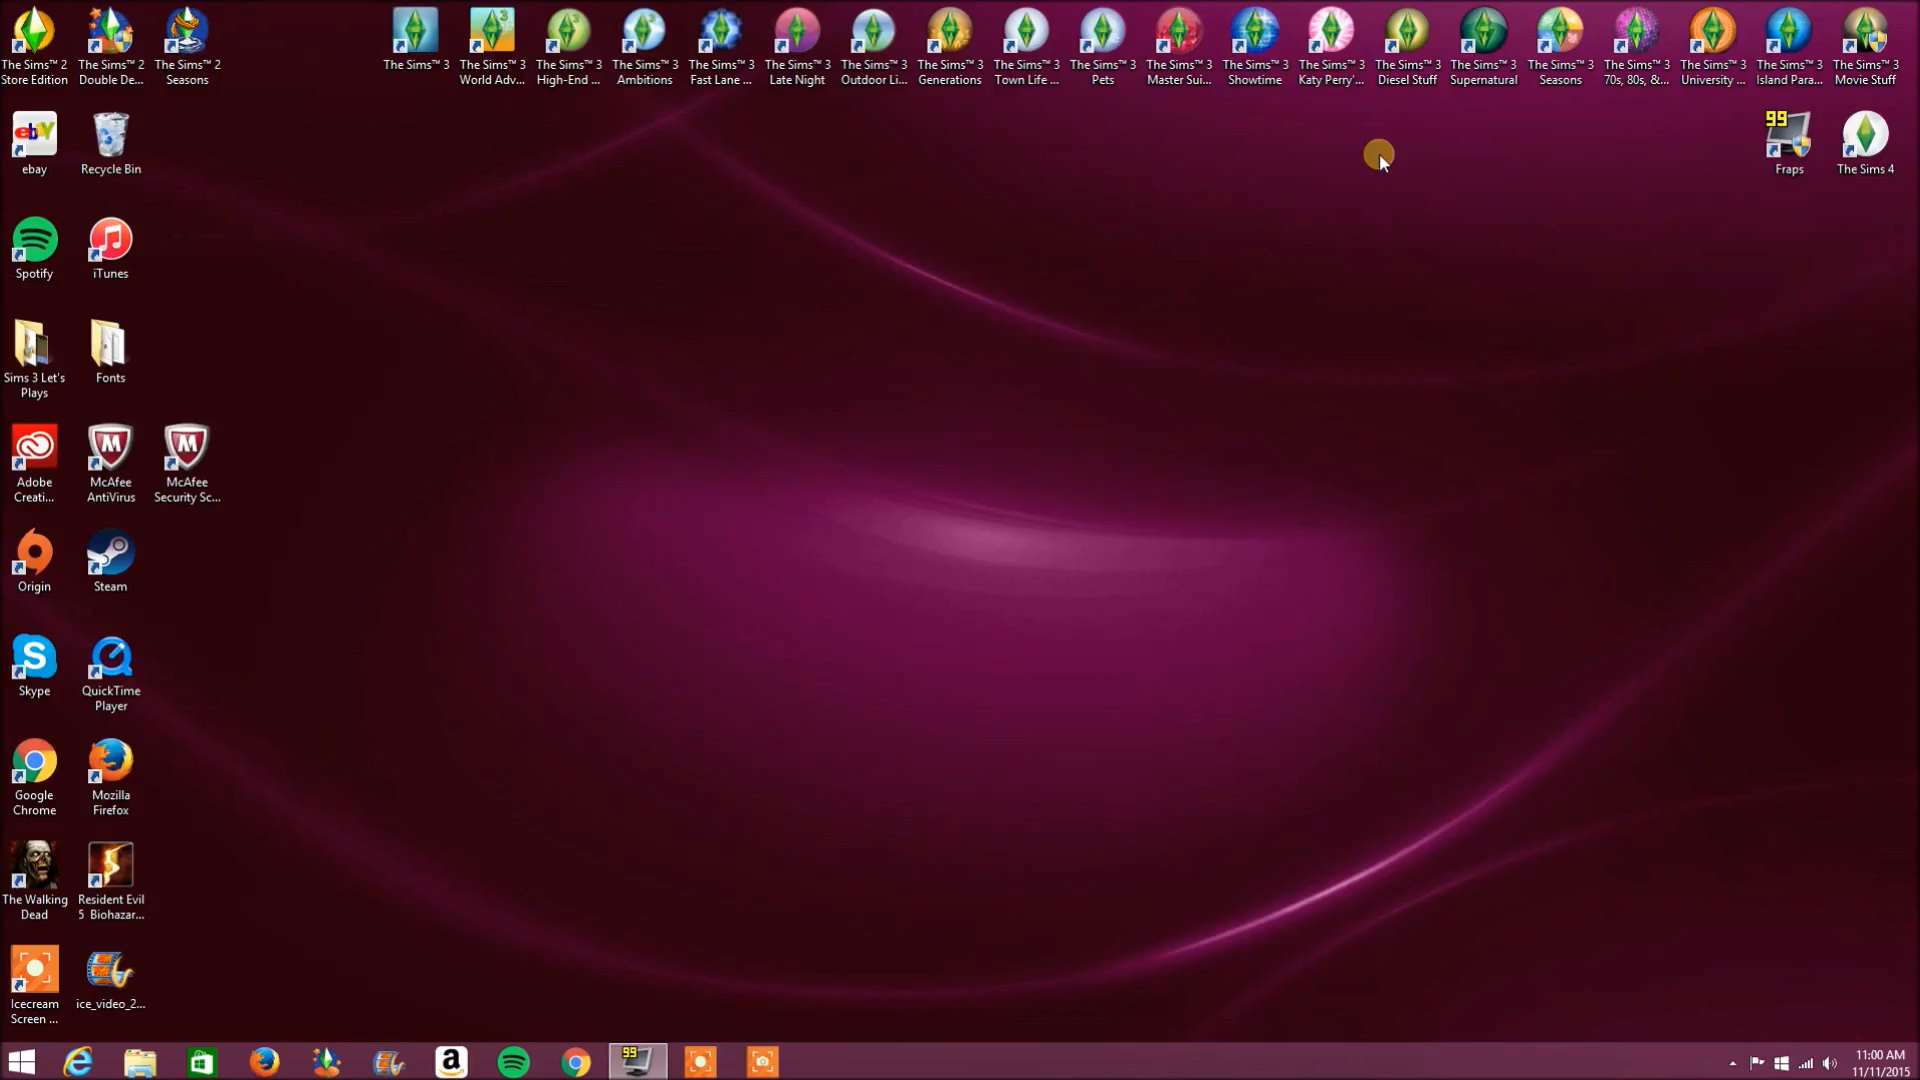 The Sims™ 2 Store Edition
The Sims™ 2 Double De...
The Sims™ 2 Seasons
The Sims™ 3
The Sims™ 3 World Adv...
The Sims™ 3 High-End ...
The Sims™ 3 Ambitions
The Sims™ 3 Fast Lane ...
The Sims™ 3 Late Night
The Sims™ 3 Outdoor Li...
The Sims™ 3 Generations
The Sims™ 3 Town Life ...
The Sims™ 3 Pets
The Sims™ 3 Master Sui...
The Sims™ 3 Showtime
The Sims™ 3 Katy Perry'...
The Sims™ 3 Diesel Stuff
The Sims™ 3 Supernatural
The Sims™ 3 Seasons
The Sims™ 3 70s, 80s, &...
The Sims™ 3 University ...
The Sims™ 3 Island Para...
The Sims™ 3 Movie Stuff
ebay
Recycle Bin
99
Fraps
The Sims 4
Spotify
iTunes
Sims 3 Let's Plays
Fonts
Adobe Creati...
McAfee AntiVirus
McAfee Security Sc...
Origin
Steam
Skype
QuickTime Player
Google Chrome
Mozilla Firefox
The Walking Dead
Resident Evil 5 Biohazar...
Icecream Screen ...
ice_video_2...
99
11:00 AM
11/11/2015